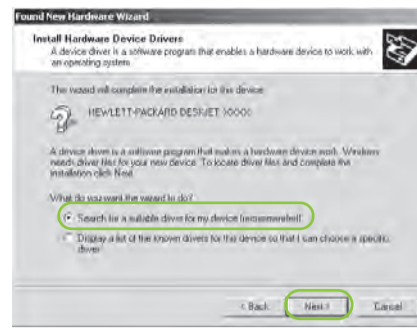 Found New Hardware Wizard
Install Hardware Device Drivers
A device driver is a software program that enables a hardware device to work with
an operating system.
This wizard will complete the installation for this device:
HEWLETT-PACKARD DESKJET XXXXX
A device driver is a software program that makes a hardware device work. Windows
needs driver files for your new device. To locate driver files and complete the
installation click Next.
What do you want the wizard to do?
Search for a suitable driver for my device (recommended)
Display a list of the known drivers for this device so that I can choose a specific
driver
< Back
Next >
Cancel